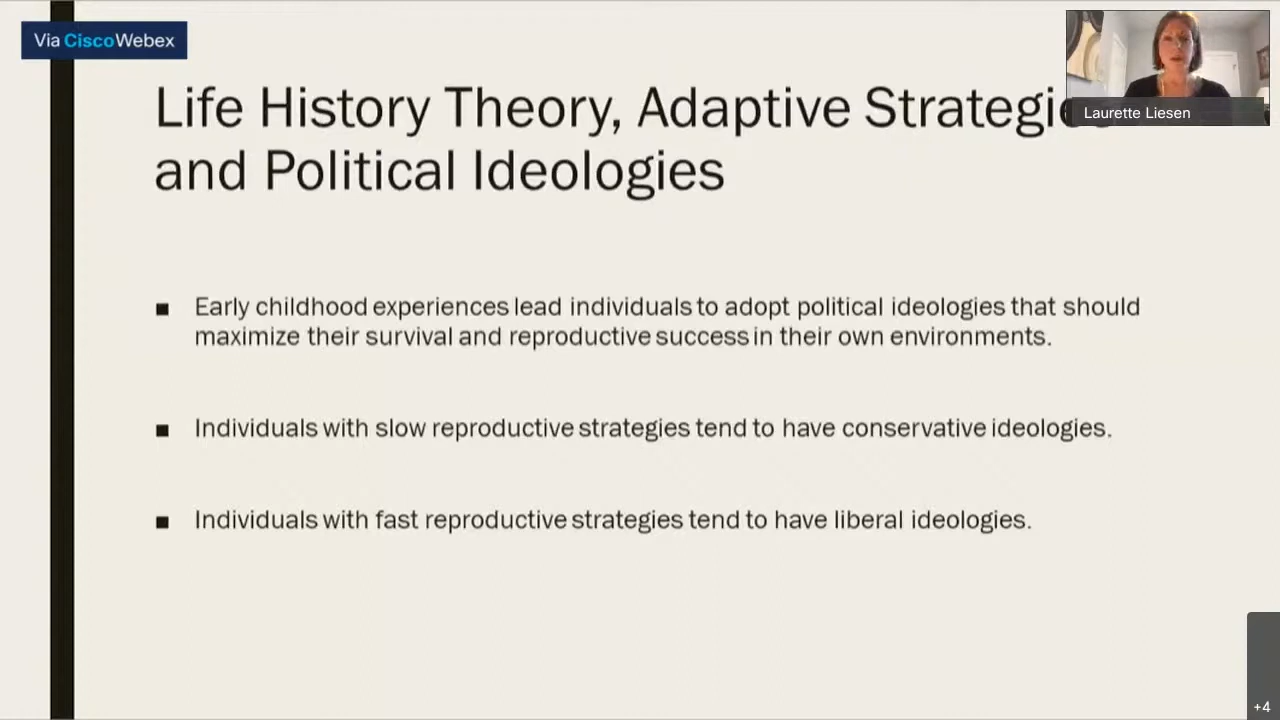 Via CiscoWebex
Laurette Liesen
Life History Theory, Adaptive Strategies
and Political Ideologies
■ Early childhood experiences lead individuals to adopt political ideologies that should
maximize their survival and reproductive success in their own environments.
■ Individuals with slow reproductive strategies tend to have conservative ideologies.
■ Individuals with fast reproductive strategies tend to have liberal ideologies.
+4